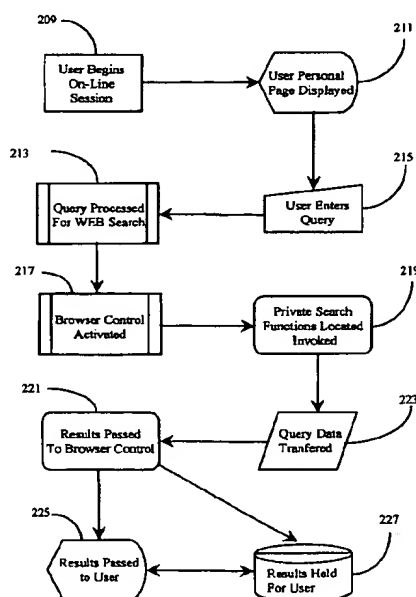 209
211
User Begins
On-Line
Session
User Personal
Page Displayed
213
215
Query Processed
For WEB Search
User Enters
Query
217
219
Browser Control
Activated
Private Search
Functions Located
Invoked
221
223
Results Passed
To Browser Control
Query Data
Tranfered
225
227
Results Passed
to User
Results Held
For User